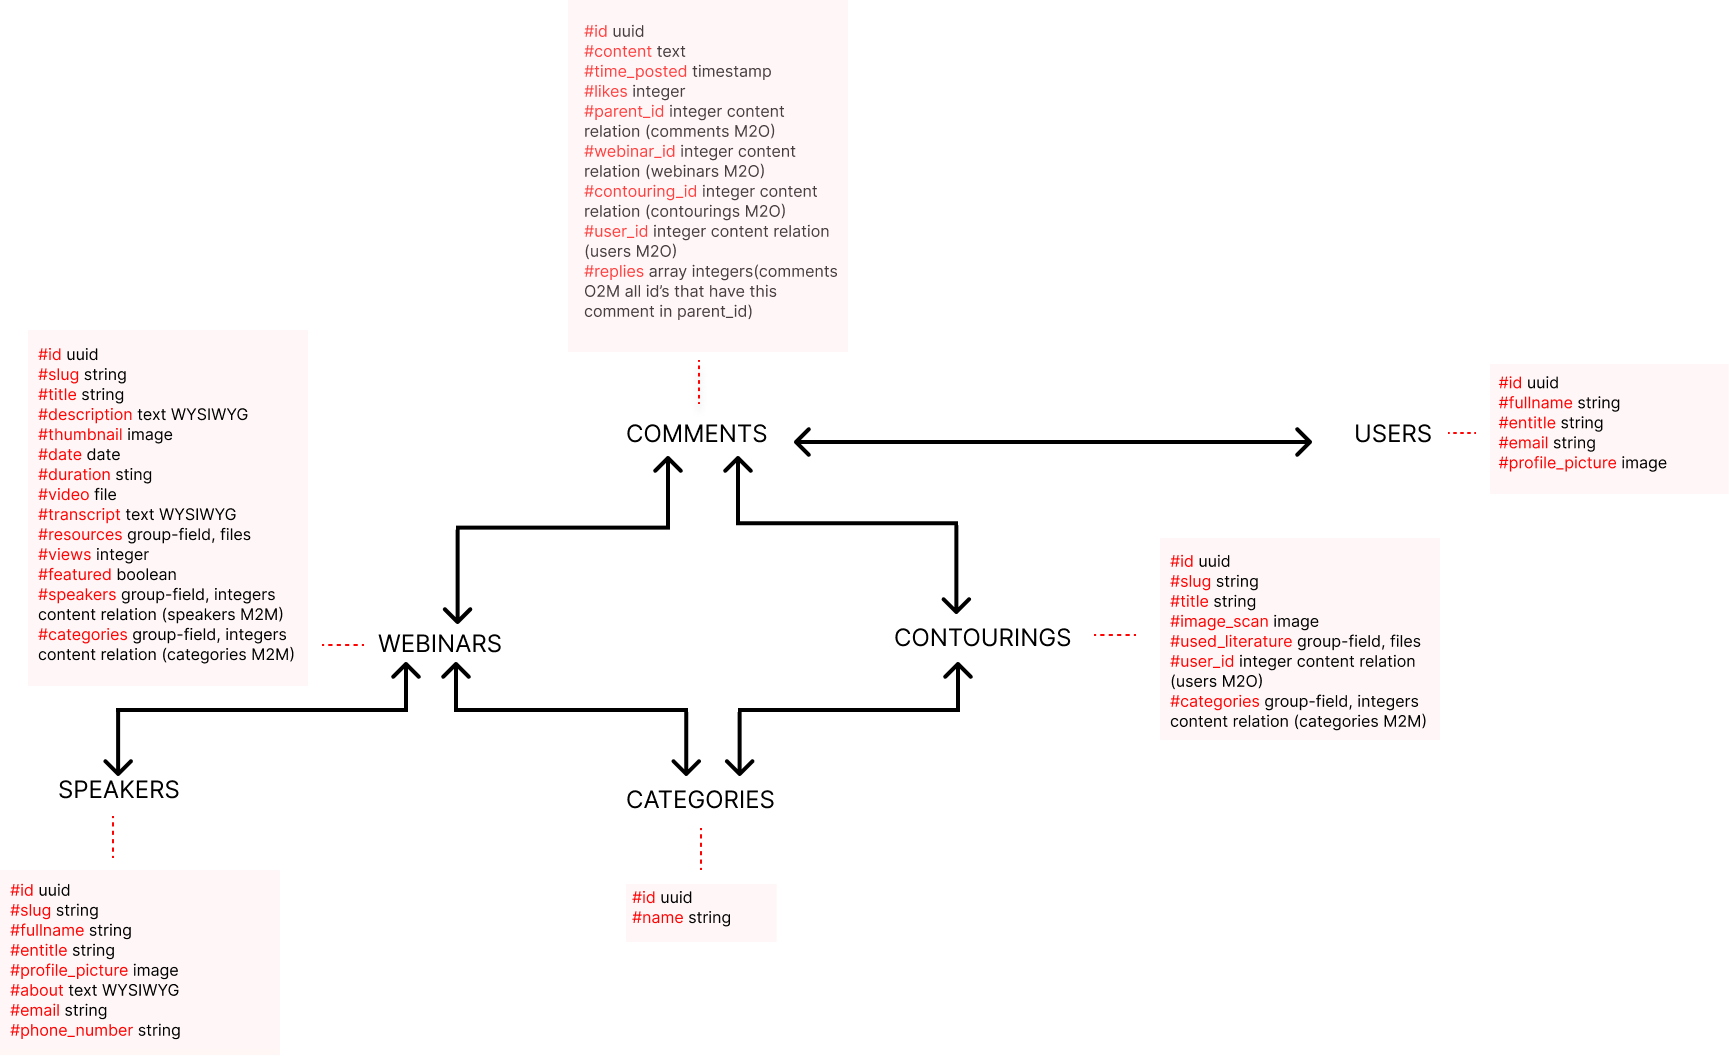 #id uuid
#content text
#time_posted timestamp
#likes integer
#parent_id integer content
relation (comments M2O)
#webinar_id integer content
relation (webinars M2O)
#contouring_id integer content
relation (contourings M2O)
#user_id integer content relation
(users M2O)
#replies array integers(comments
O2M all id’s that have this
comment in parent_id)
#id uuid
#slug string
#title string
#description text WYSIWYG
#thumbnail image
#date date
#duration sting
#video file
#transcript text WYSIWYG
#resources group-field, files
#views integer
#featured boolean
#speakers group-field, integers
content relation (speakers M2M)
#categories group-field, integers
content relation (categories M2M)
COMMENTS
USERS
#id uuid
#fullname string
#entitle string
#email string
#profile_picture image
WEBINARS
CONTOURINGS
#id uuid
#slug string
#title string
#image_scan image
#used_literature group-field, files
#user_id integer content relation
(users M2O)
#categories group-field, integers
content relation (categories M2M)
SPEAKERS
CATEGORIES
#id uuid
#slug string
#fullname string
#entitle string
#profile_picture image
#about text WYSIWYG
#email string
#phone_number string
#id uuid
#name string